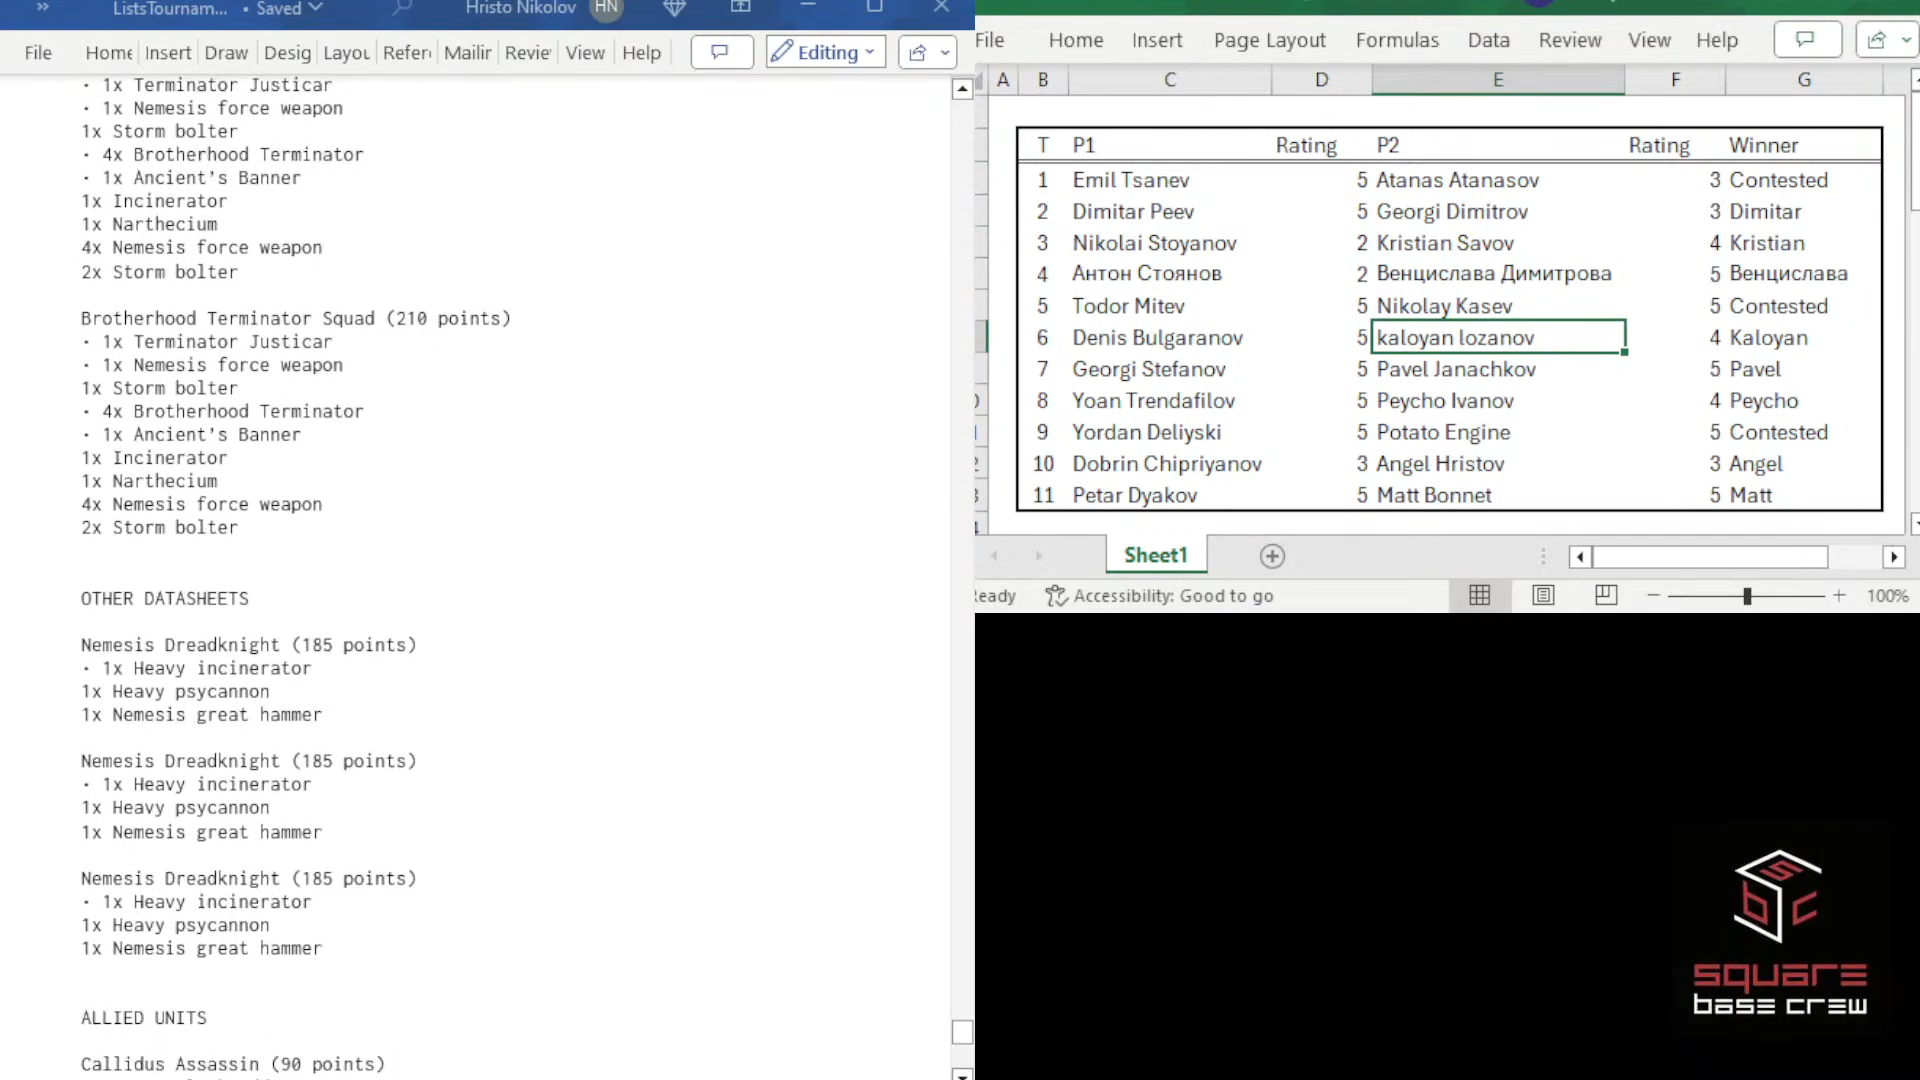 ListsTournam... • Saved
Hristo Nikolov HN
File Home Insert Draw Desig Layou Refer Mailin Revie View Help Editing
· 1x Terminator Justicar
· 1x Nemesis force weapon
1x Storm bolter
· 4x Brotherhood Terminator
· 1x Ancient’s Banner
1x Incinerator
1x Narthecium
4x Nemesis force weapon
2x Storm bolter
Brotherhood Terminator Squad (210 points)
· 1x Terminator Justicar
· 1x Nemesis force weapon
1x Storm bolter
· 4x Brotherhood Terminator
· 1x Ancient’s Banner
1x Incinerator
1x Narthecium
4x Nemesis force weapon
2x Storm bolter
OTHER DATASHEETS
Nemesis Dreadknight (185 points)
· 1x Heavy incinerator
1x Heavy psycannon
1x Nemesis great hammer
Nemesis Dreadknight (185 points)
· 1x Heavy incinerator
1x Heavy psycannon
1x Nemesis great hammer
Nemesis Dreadknight (185 points)
· 1x Heavy incinerator
1x Heavy psycannon
1x Nemesis great hammer
ALLIED UNITS
Callidus Assassin (90 points)
File Home Insert Page Layout Formulas Data Review View Help
A B C D E F G
T P1 Rating P2 Rating Winner
1 Emil Tsanev 5 Atanas Atanasov 3 Contested
2 Dimitar Peev 5 Georgi Dimitrov 3 Dimitar
3 Nikolai Stoyanov 2 Kristian Savov 4 Kristian
4 Антон Стоянов 2 Венцислава Димитрова 5 Венцислава
5 Todor Mitev 5 Nikolay Kasev 5 Contested
6 Denis Bulgaranov 5 kaloyan lozanov 4 Kaloyan
7 Georgi Stefanov 5 Pavel Janachkov 5 Pavel
8 Yoan Trendafilov 5 Peycho Ivanov 4 Peycho
9 Yordan Deliyski 5 Potato Engine 5 Contested
10 Dobrin Chipriyanov 3 Angel Hristov 3 Angel
11 Petar Dyakov 5 Matt Bonnet 5 Matt
Sheet1
Ready Accessibility: Good to go 100%
sbc
square
base crew